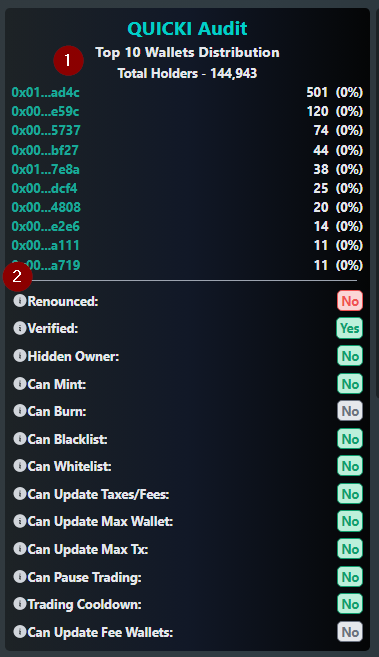 QUICKI Audit
1
Top 10 Wallets Distribution
Total Holders - 144,943
0x01...ad4c 501 (0%)
0x00...e59c 120 (0%)
0x00...5737 74 (0%)
0x00...bf27 44 (0%)
0x01...7e8a 38 (0%)
0x00...dcf4 25 (0%)
0x00...4808 20 (0%)
0x00...e2e6 14 (0%)
0x00...a111 11 (0%)
0x00...a719 11 (0%)
2
Renounced: No
Verified: Yes
Hidden Owner: No
Can Mint: No
Can Burn: No
Can Blacklist: No
Can Whitelist: No
Can Update Taxes/Fees: No
Can Update Max Wallet: No
Can Update Max Tx: No
Can Pause Trading: No
Trading Cooldown: No
Can Update Fee Wallets: No